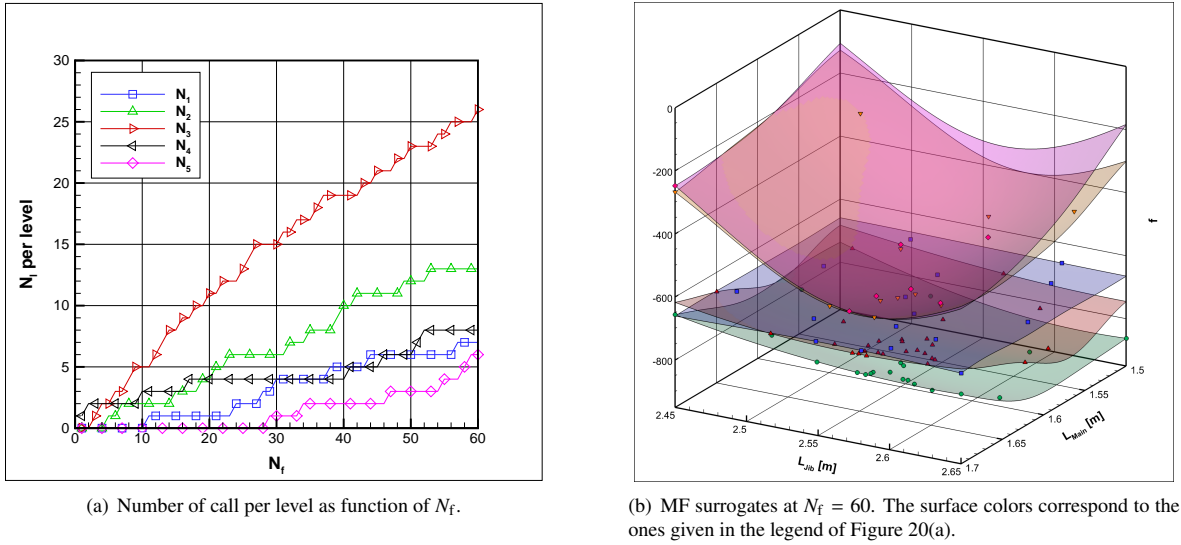 30
25
20
15
10
5
0
N_l per level
N_1
N_2
N_3
N_4
N_5
0 10 20 30 40 50 60
N_f
(a) Number of call per level as function of N_f.
0
-200
-400
-600
-800
f
2.45
2.5
2.55
2.6
2.65
L_Jib [m]
1.5
1.55
1.6
1.65
1.7
L_Main [m]
(b) MF surrogates at N_f = 60. The surface colors correspond to the
ones given in the legend of Figure 20(a).